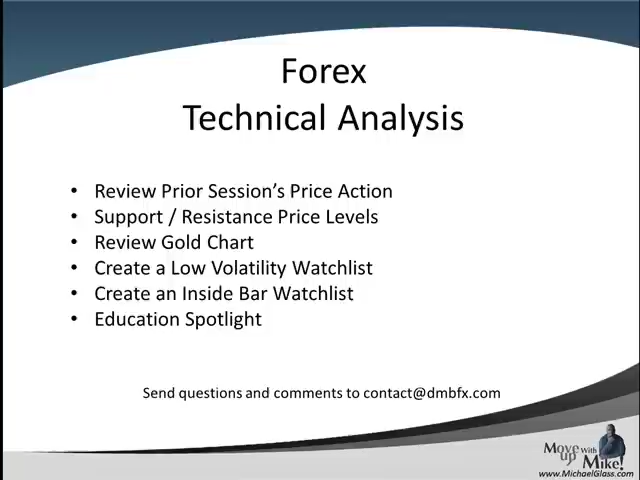 Forex
Technical Analysis
• Review Prior Session's Price Action
• Support / Resistance Price Levels
• Review Gold Chart
• Create a Low Volatility Watchlist
• Create an Inside Bar Watchlist
• Education Spotlight
Send questions and comments to contact@dmbfx.com
Move up With Mike!
www.MichaelGlass.com